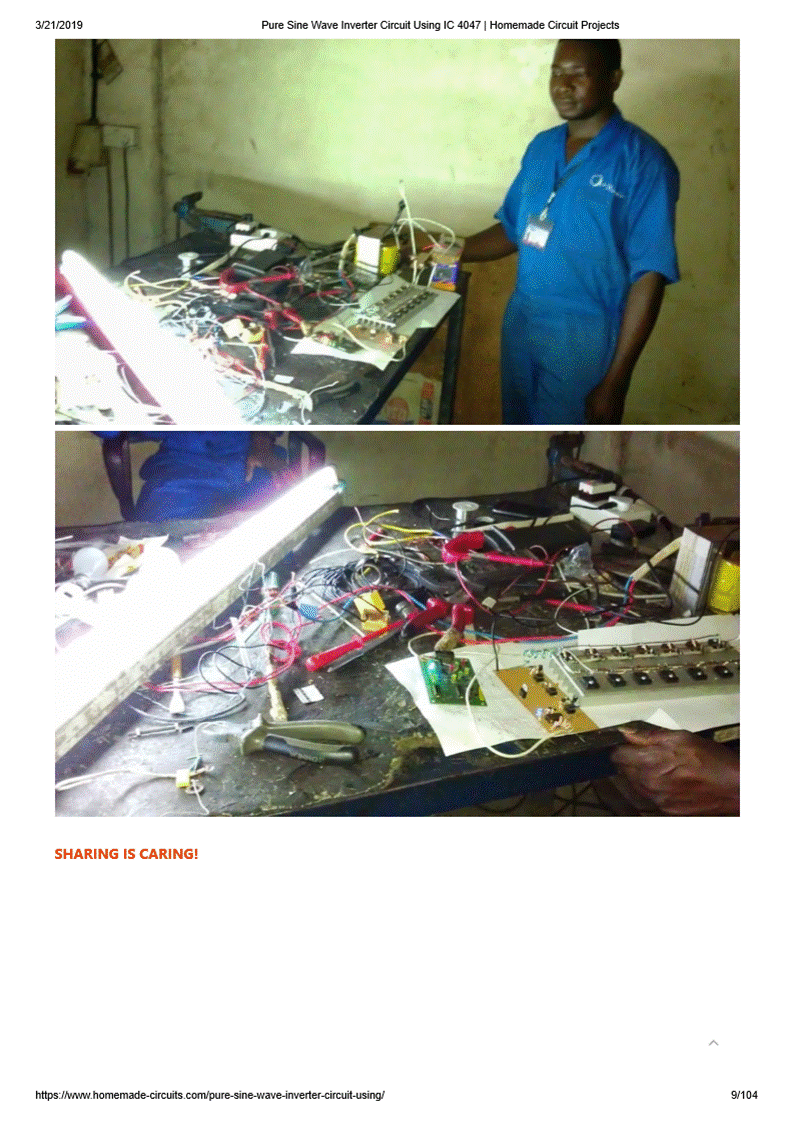 3/21/2019
Pure Sine Wave Inverter Circuit Using IC 4047 | Homemade Circuit Projects
SHARING IS CARING!
https://www.homemade-circuits.com/pure-sine-wave-inverter-circuit-using/
9/104